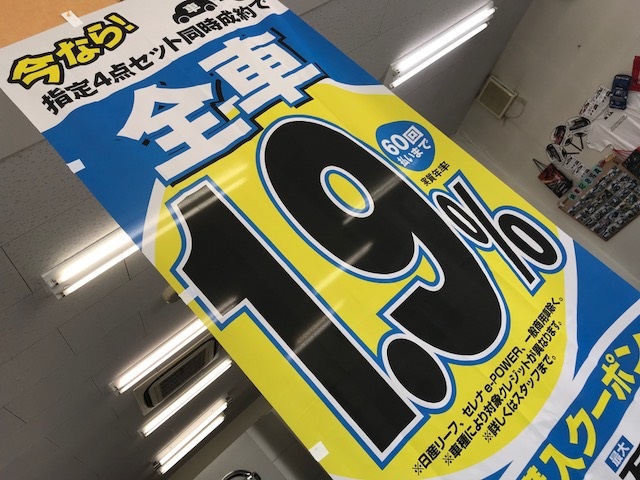 今なら!
指定4点セット同時成約で
全車
60回
払いまで
実質年率
1.9%
※日産リーフ、セレナe-POWER、一般商用車除く。
※車種により対象クレジットが異なります。
※詳しくはスタッフまで。
入クーポン
最大